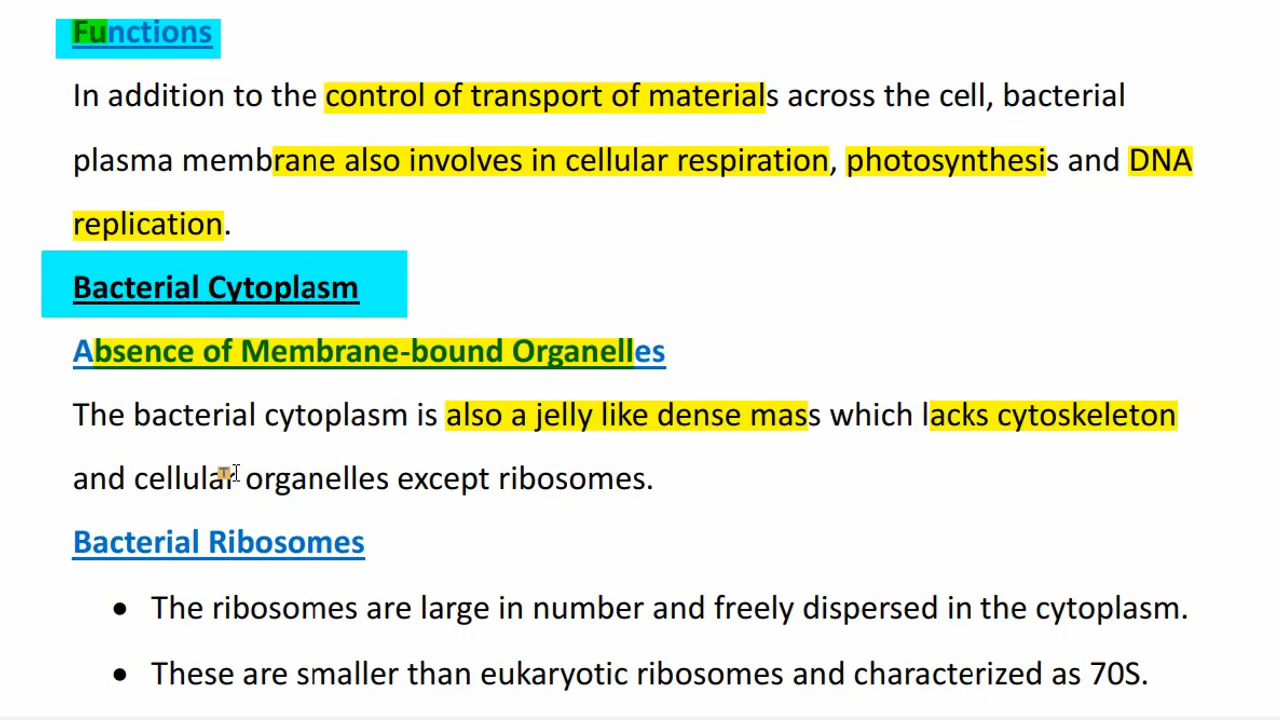 Functions
In addition to the control of transport of materials across the cell, bacterial
plasma membrane also involves in cellular respiration, photosynthesis and DNA
replication.
Bacterial Cytoplasm
Absence of Membrane-bound Organelles
The bacterial cytoplasm is also a jelly like dense mass which lacks cytoskeleton
and cellular organelles except ribosomes.
Bacterial Ribosomes
• The ribosomes are large in number and freely dispersed in the cytoplasm.
• These are smaller than eukaryotic ribosomes and characterized as 70S.